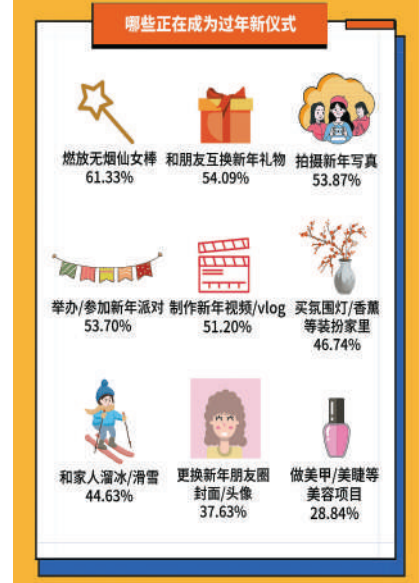 哪些正在成为过年新仪式
燃放无烟仙女棒
61.33%
和朋友互换新年礼物
54.09%
拍摄新年写真
53.87%
举办/参加新年派对
53.70%
制作新年视频/vlog
51.20%
买氛围灯/香薰
等装扮家里
46.74%
和家人溜冰/滑雪
44.63%
更换新年朋友圈
封面/头像
37.63%
做美甲/美睫等
美容项目
28.84%